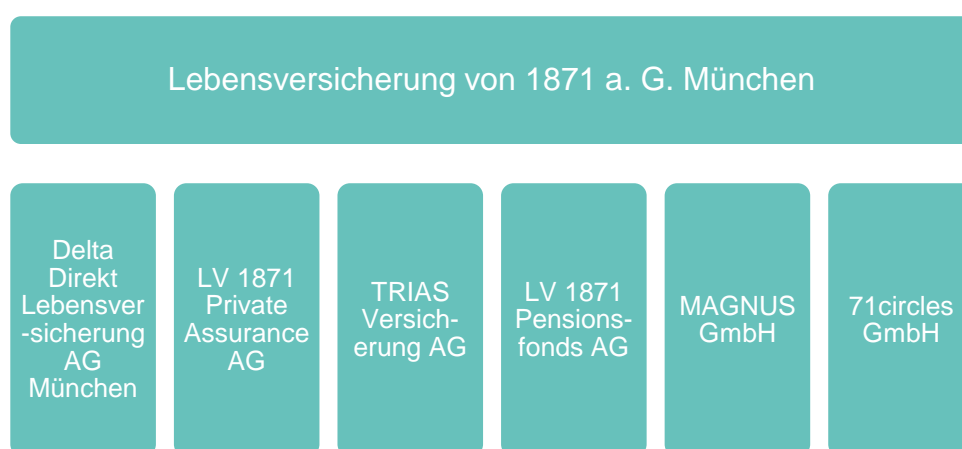 Lebensversicherung von 1871 a. G. München
Delta
Direkt
Lebensver
-sicherung
AG
München
LV 1871
Private
Assurance
AG
TRIAS
Versich-
erung AG
LV 1871
Pensions-
fonds AG
MAGNUS
GmbH
71circles
GmbH